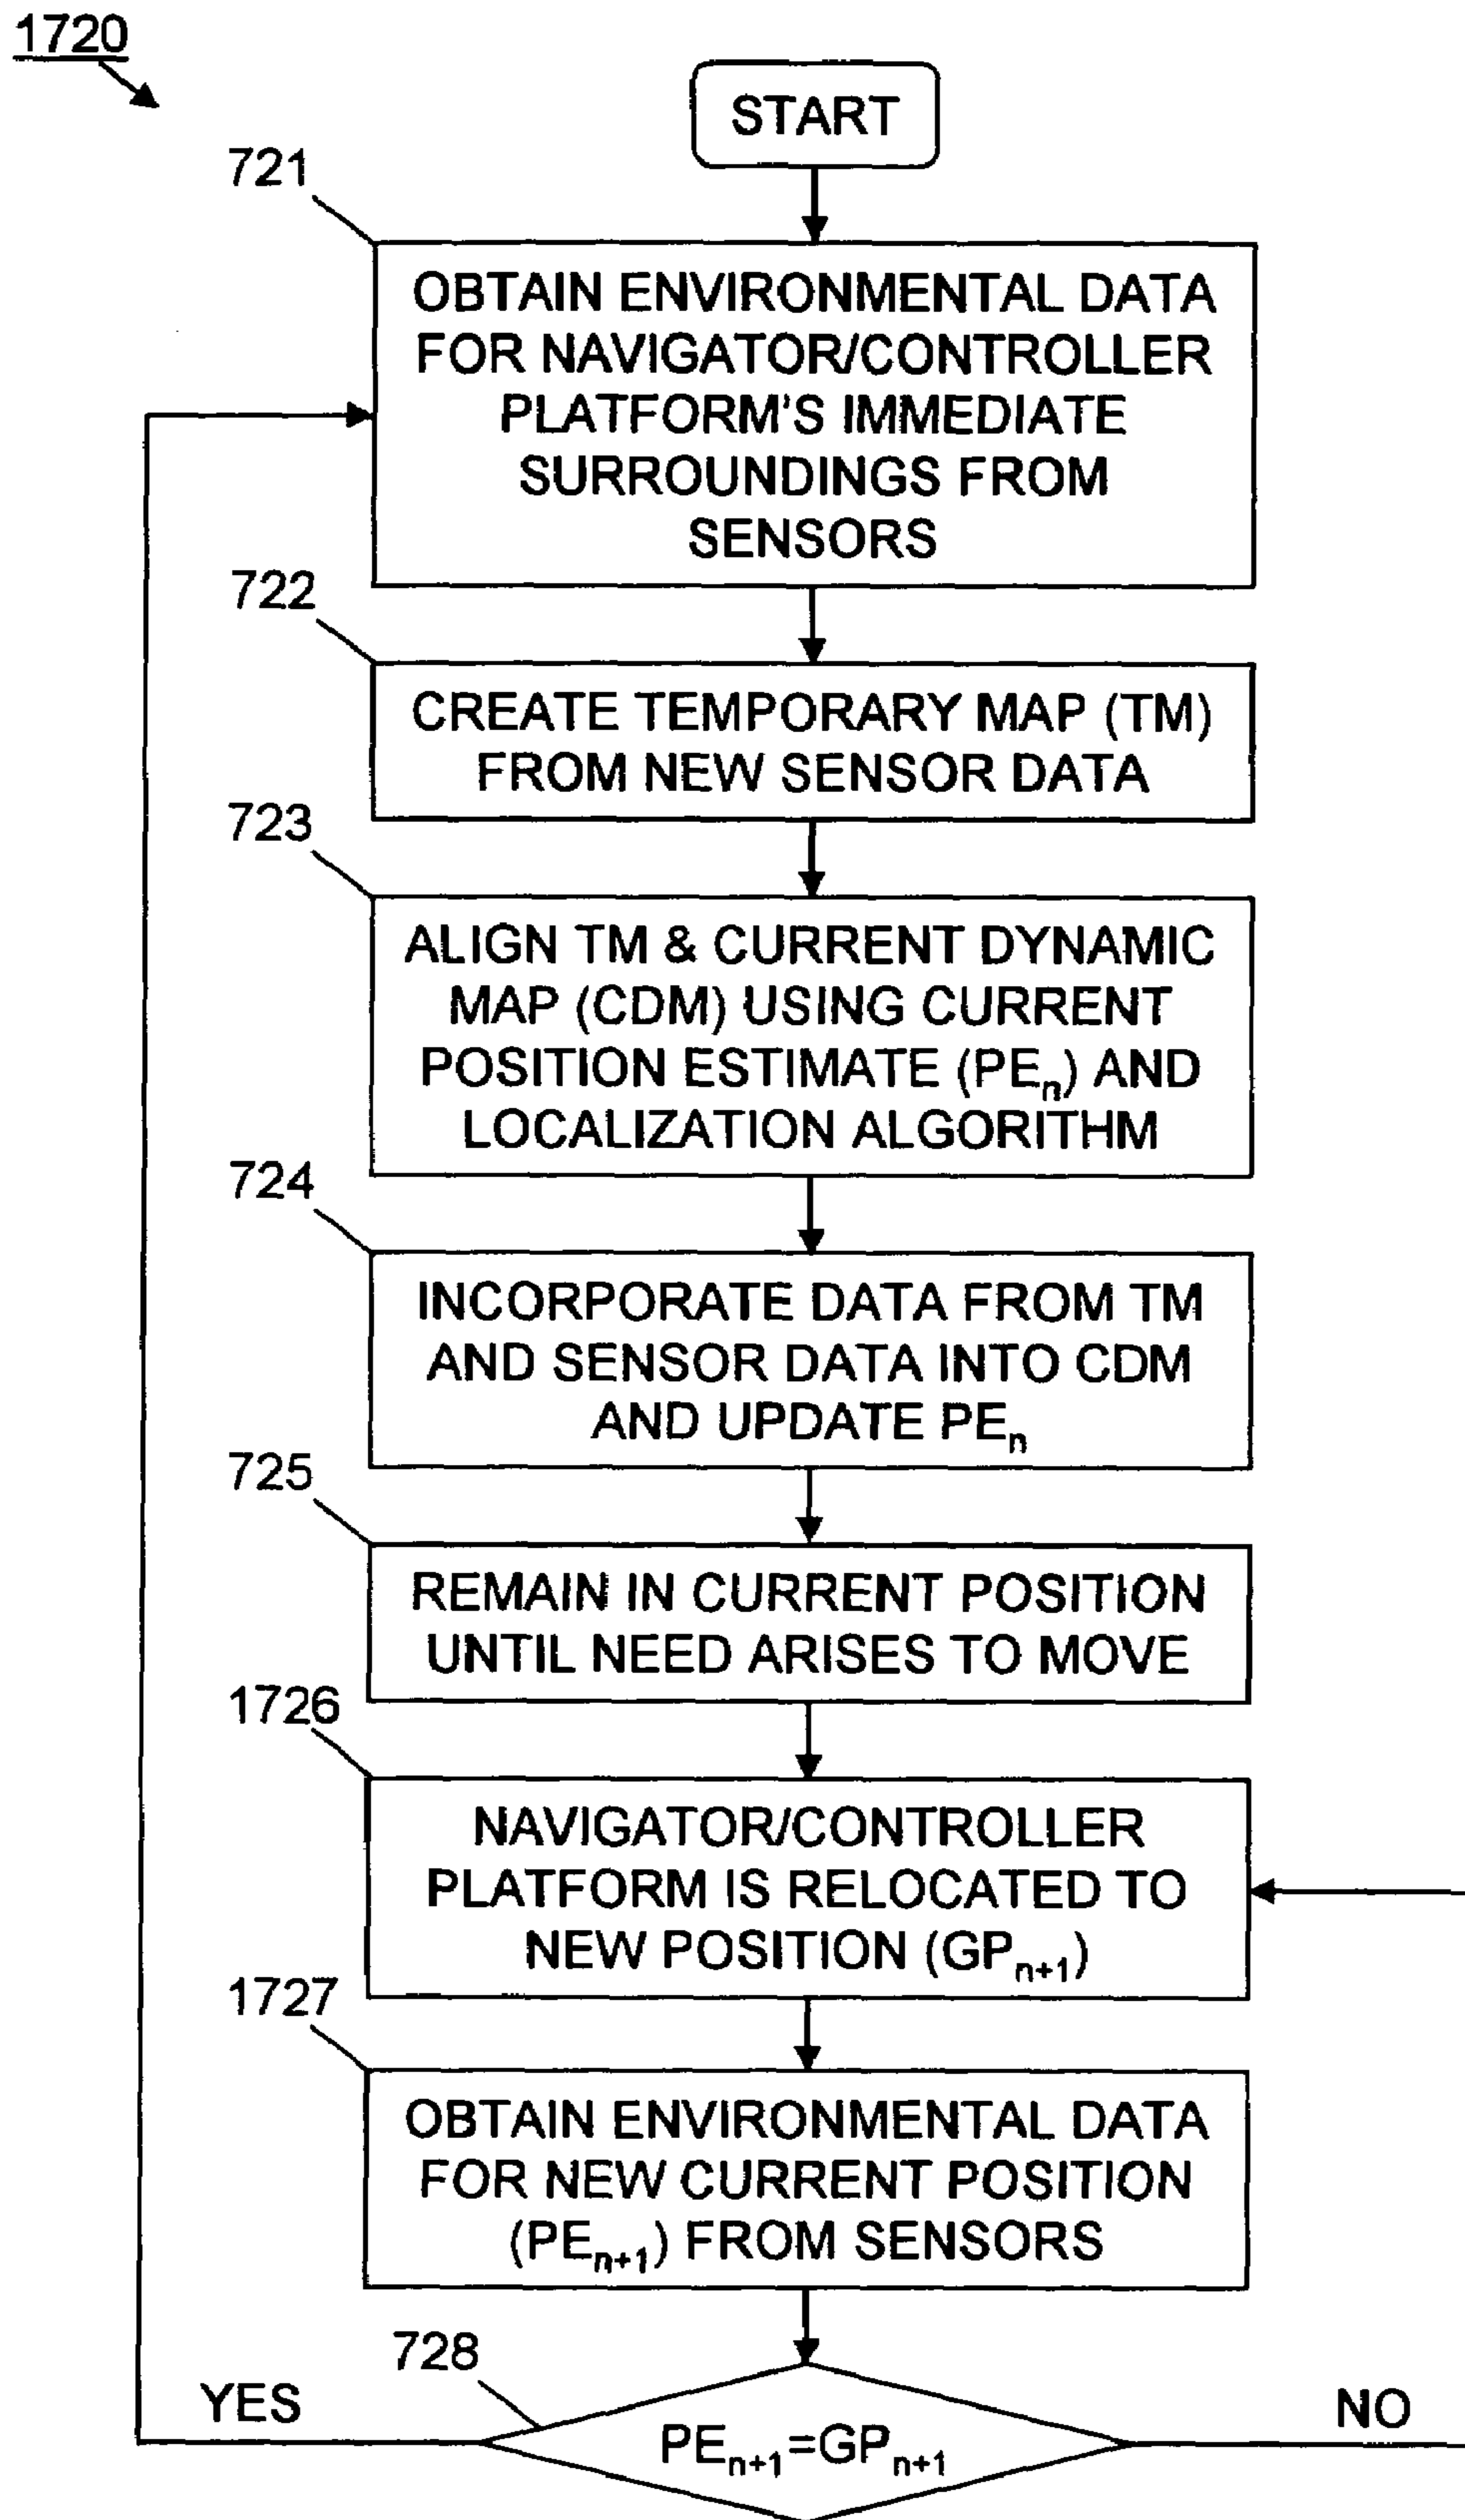 1720
START
721
OBTAIN ENVIRONMENTAL DATA
FOR NAVIGATOR/CONTROLLER
PLATFORM'S IMMEDIATE
SURROUNDINGS FROM
SENSORS
722
CREATE TEMPORARY MAP (TM)
FROM NEW SENSOR DATA
723
ALIGN TM & CURRENT DYNAMIC
MAP (CDM) USING CURRENT
POSITION ESTIMATE (PEn) AND
LOCALIZATION ALGORITHM
724
INCORPORATE DATA FROM TM
AND SENSOR DATA INTO CDM
AND UPDATE PEn
725
REMAIN IN CURRENT POSITION
UNTIL NEED ARISES TO MOVE
1726
NAVIGATOR/CONTROLLER
PLATFORM IS RELOCATED TO
NEW POSITION (GPn+1)
1727
OBTAIN ENVIRONMENTAL DATA
FOR NEW CURRENT POSITION
(PEn+1) FROM SENSORS
728
YES
PEn+1=GPn+1
NO